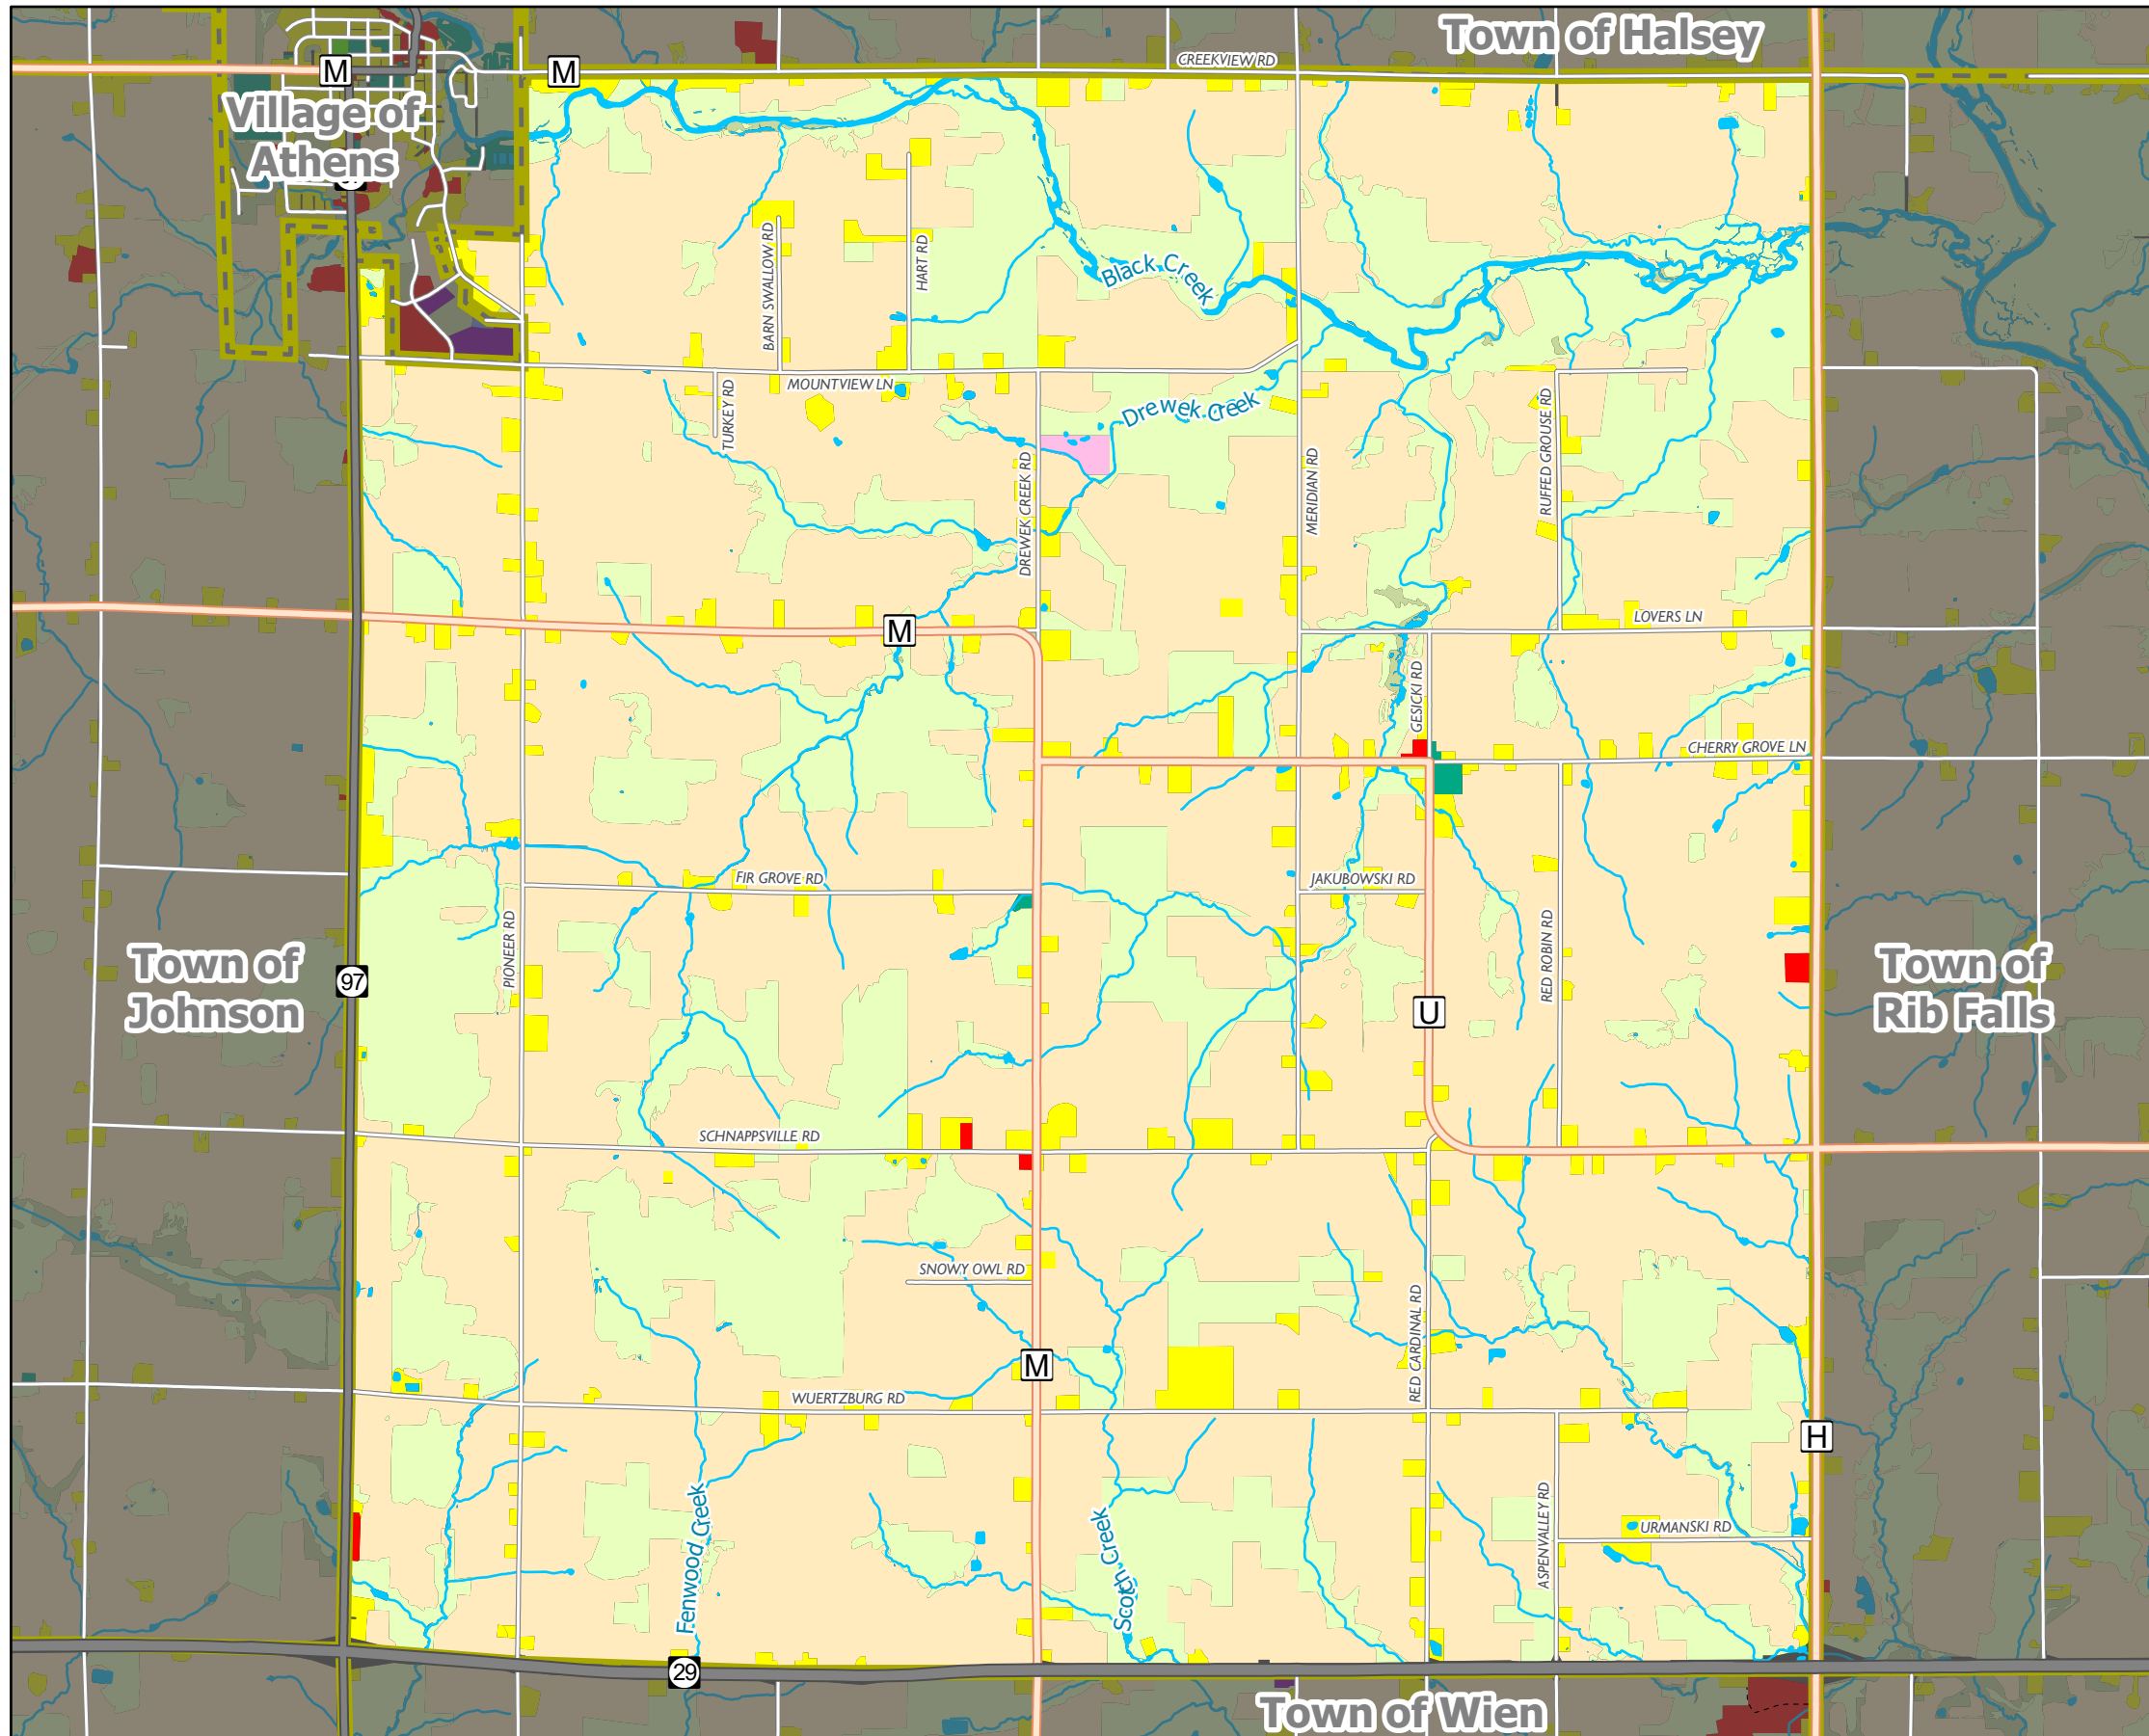 Town of Halsey
CREEKVIEW RD
M
M
Village of
Athens
BARN SWALLOW RD
HART RD
Black Creek
MOUNTVIEW LN
TURKEY RD
Drewek Creek
DREWEK CREEK RD
MERIDIAN RD
RUFFED GROUSE RD
LOVERS LN
M
GESICKI RD
CHERRY GROVE LN
FIR GROVE RD
JAKUBOWSKI RD
PIONEER RD
RED ROBIN RD
Town of
Johnson
97
Town of
Rib Falls
U
SCHNAPPSVILLE RD
SNOWY OWL RD
RED CARDINAL RD
M
WUERTZBURG RD
H
Fenwood Creek
Scotch Creek
ASPENVALLEY RD
URMANSKI RD
29
Town of Wien